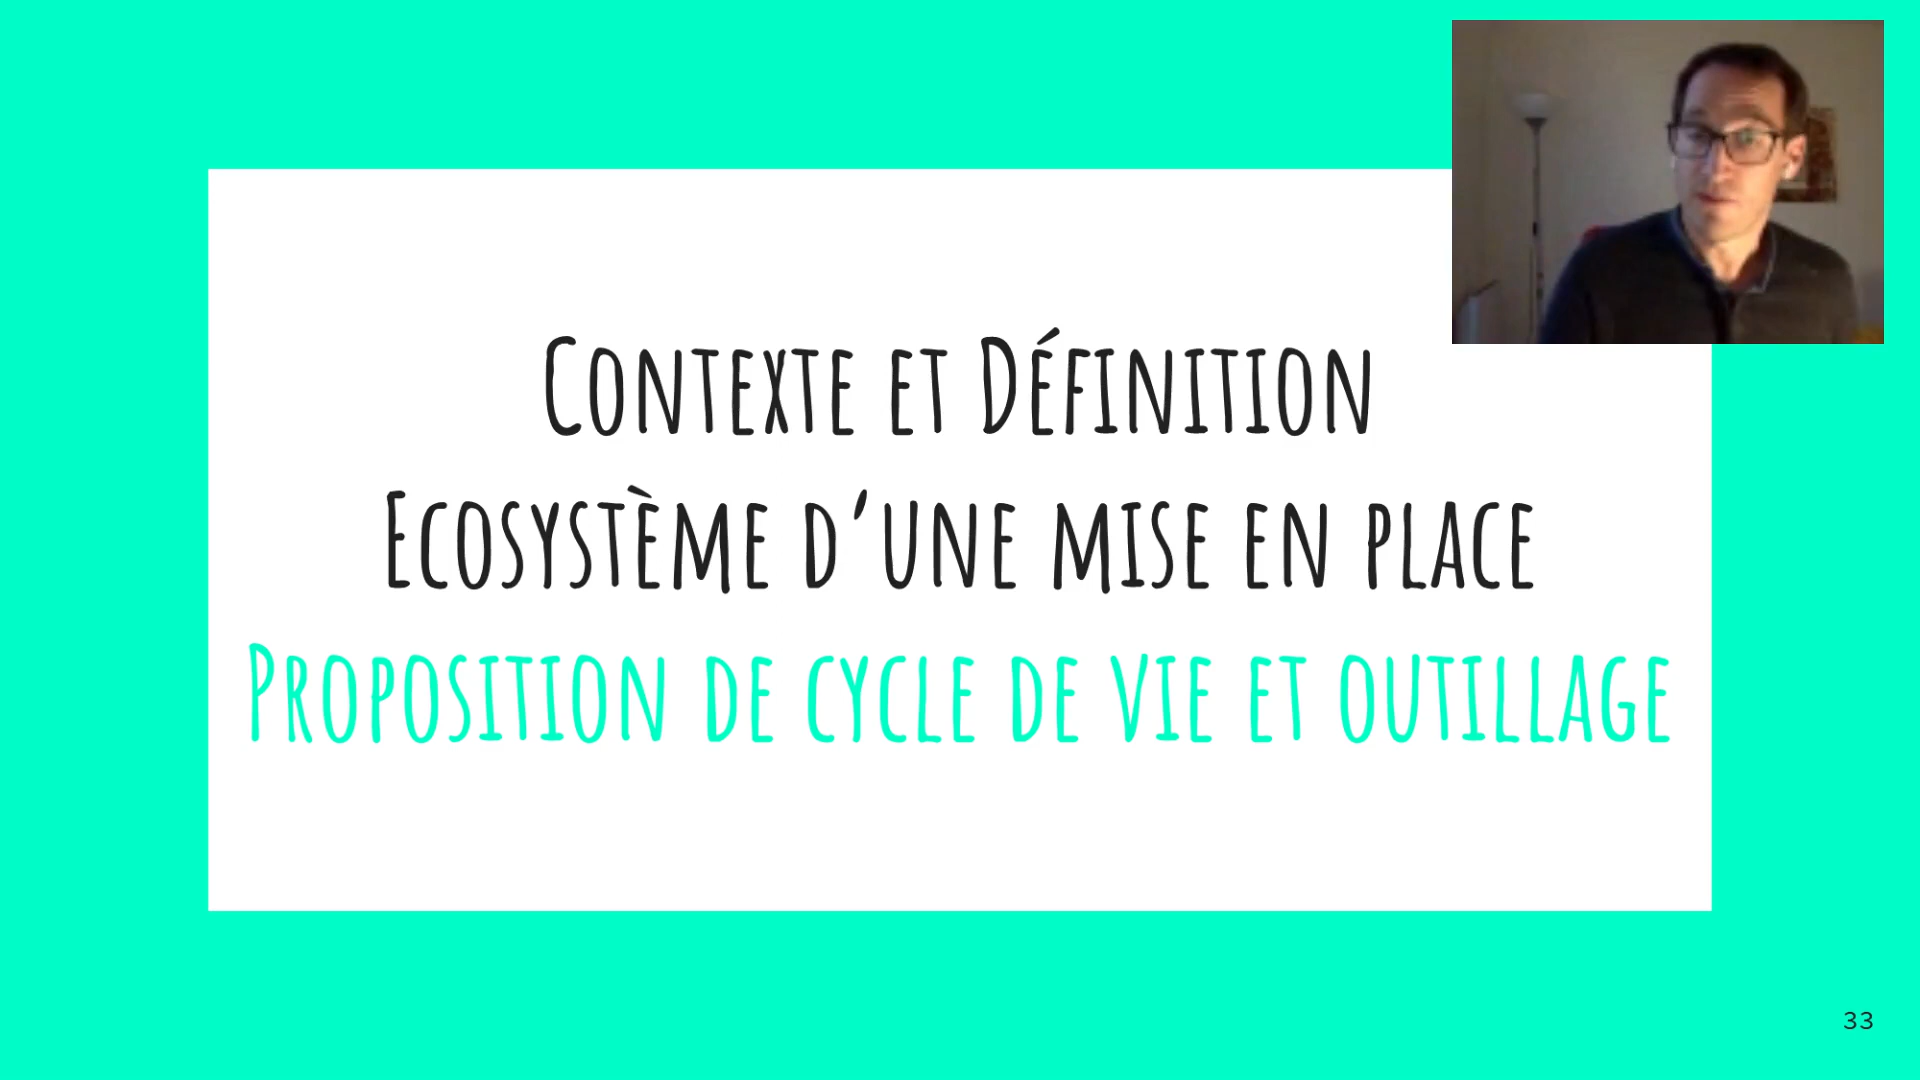 Contexte et Définition
Ecosystème d’une mise en place
Proposition de cycle de vie et outillage
33